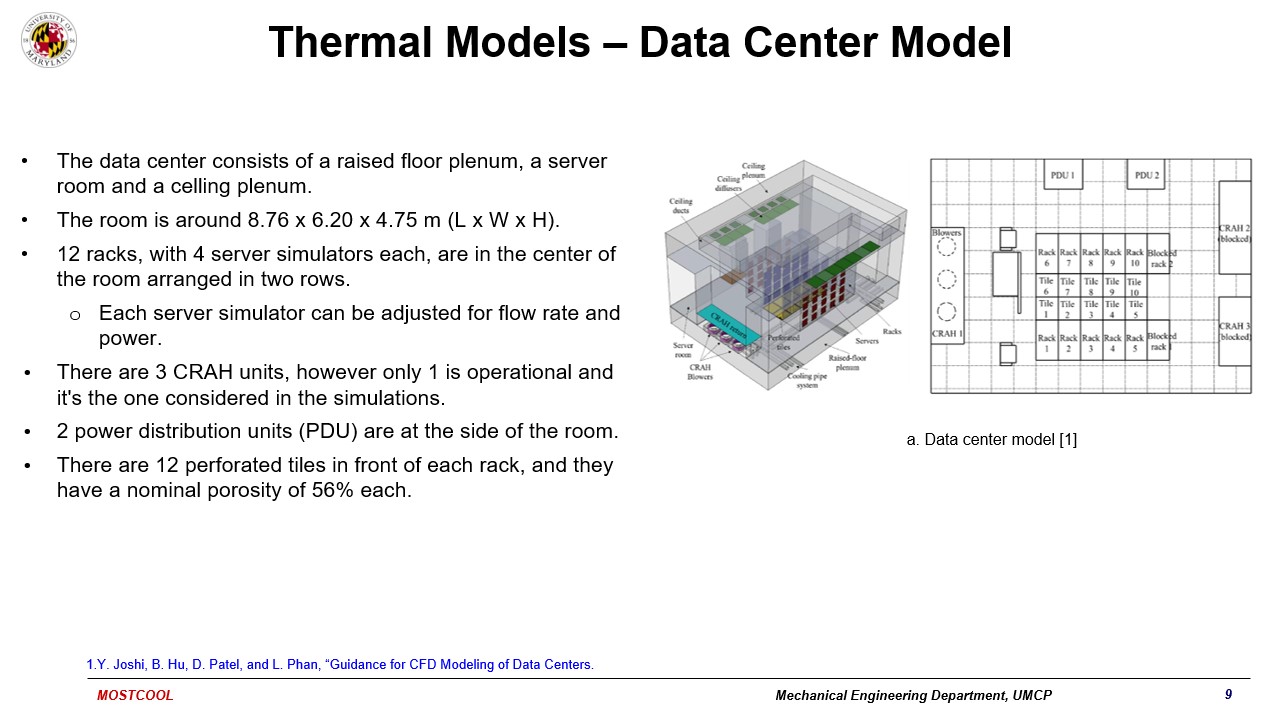 UNIVERSITY OF
18 56
MARYLAND
Thermal Models – Data Center Model
• The data center consists of a raised floor plenum, a server
room and a celling plenum.
• The room is around 8.76 x 6.20 x 4.75 m (L x W x H).
• 12 racks, with 4 server simulators each, are in the center of
the room arranged in two rows.
o Each server simulator can be adjusted for flow rate and
power.
• There are 3 CRAH units, however only 1 is operational and
it's the one considered in the simulations.
• 2 power distribution units (PDU) are at the side of the room.
• There are 12 perforated tiles in front of each rack, and they
have a nominal porosity of 56% each.
Ceiling
plenum
Ceiling
diffusers
Ceiling
ducts
CRAH return
Server
room
CRAH
Blowers
Perforated
tiles
Cooling pipe
system
Raised-floor
plenum
Servers
Racks
PDU 1
PDU 2
Blowers
CRAH 1
CRAH 2
(blocked)
CRAH 3
(blocked)
Rack Rack Rack Rack Rack Blocked
6 7 8 9 10 rack 2
Tile Tile Tile Tile Tile
6 7 8 9 10
Tile Tile Tile Tile Tile
1 2 3 4 5
Rack Rack Rack Rack Rack Blocked
1 2 3 4 5 rack 1
a. Data center model [1]
1.Y. Joshi, B. Hu, D. Patel, and L. Phan, “Guidance for CFD Modeling of Data Centers.
MOSTCOOL
Mechanical Engineering Department, UMCP
9